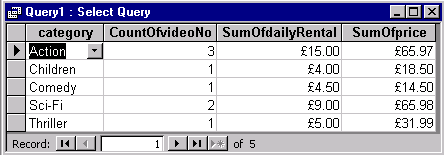 Query1 : Select Query
category CountOfvideoNo SumOfdailyRental SumOfprice
Action 3 £15.00 £65.97
Children 1 £4.00 £18.50
Comedy 1 £4.50 £14.50
Sci-Fi 2 £9.00 £65.98
Thriller 1 £5.00 £31.99
Record: 1 of 5